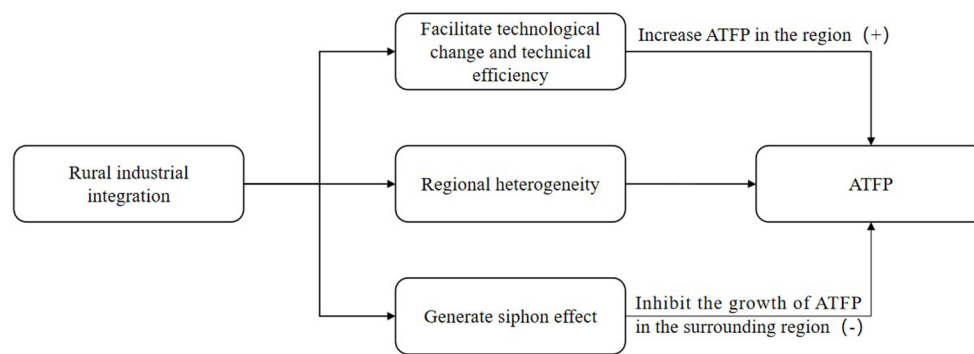 Facilitate technological
change and technical
efficiency
Increase ATFP in the region (+)
Rural industrial
integration
Regional heterogeneity
ATFP
Generate siphon effect
Inhibit the growth of ATFP
in the surrounding region (-)